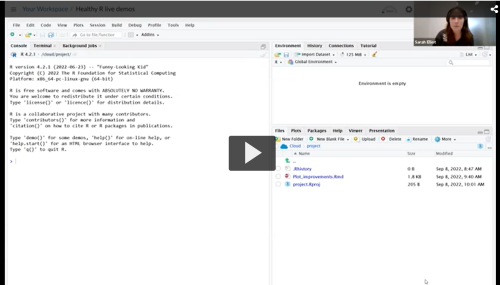 Your Workspace / Healthy R live demos
Sarah Ellen
File Edit Code View Plots Session Build Debug Profile Tools Help
Go to file/function
Addins
Console Terminal Background Jobs
R 4.2.1 · /cloud/project/
R version 4.2.1 (2022-06-23) -- "Funny-Looking Kid"
Copyright (C) 2022 The R Foundation for Statistical Computing
Platform: x86_64-pc-linux-gnu (64-bit)
R is free software and comes with ABSOLUTELY NO WARRANTY.
You are welcome to redistribute it under certain conditions.
Type 'license()' or 'licence()' for distribution details.
R is a collaborative project with many contributors.
Type 'contributors()' for more information and
'citation()' on how to cite R or R packages in publications.
Type 'demo()' for some demos, 'help()' for on-line help, or
'help.start()' for an HTML browser interface to help.
Type 'q()' to quit R.
>
Environment History Connections Tutorial
Import Dataset 125 MiB List
R Global Environment
Environment is empty
Files Plots Packages Help Viewer Presentation
New Folder New Blank File Upload Delete Rename More
Cloud project
Name Size Modified
..
.Rhistory 0 B Sep 8, 2022, 8:47 AM
Plot_improvements.Rmd 1.8 KB Sep 8, 2022, 9:40 AM
project.Rproj 205 B Sep 8, 2022, 10:01 AM